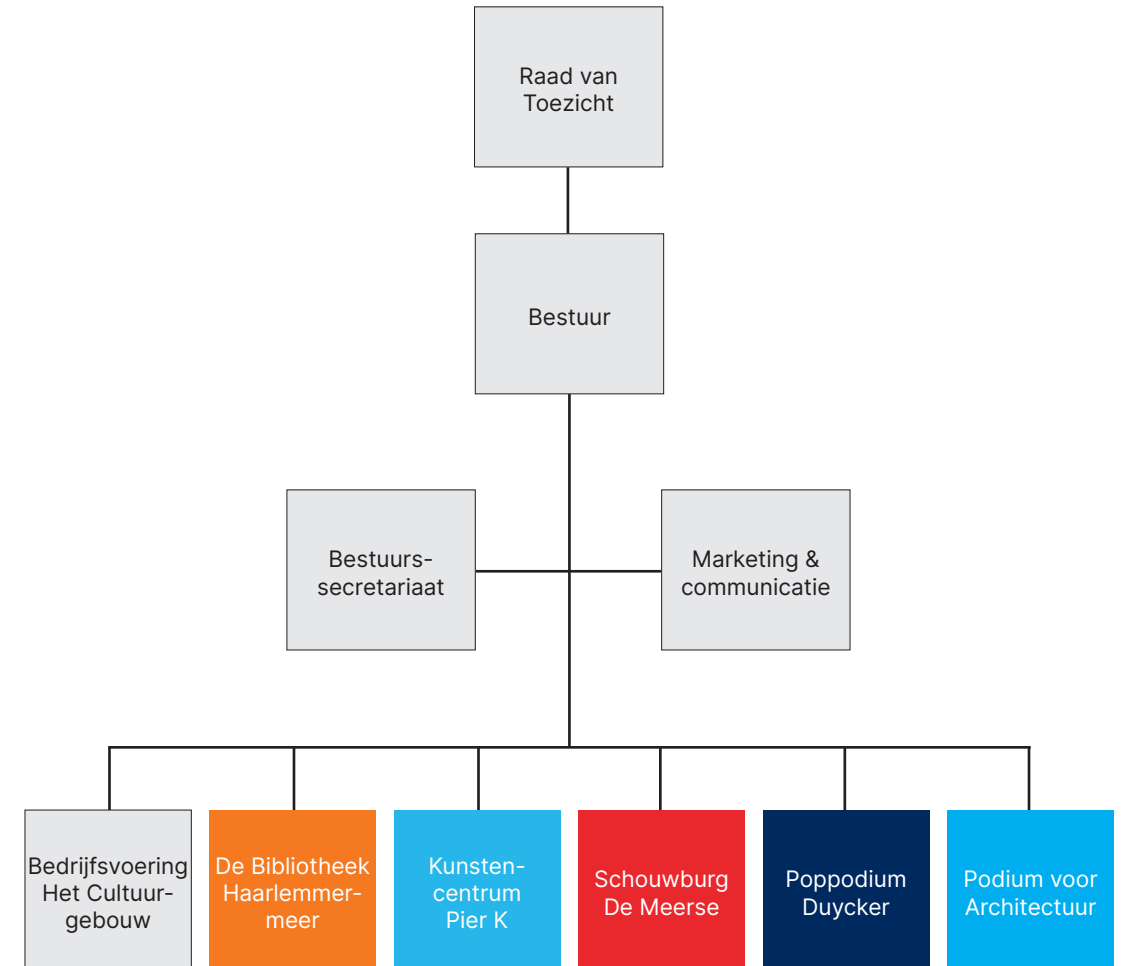 Raad van
Toezicht
Bestuur
Bestuurs-
secretariaat
Marketing &
communicatie
Bedrijfsvoering
Het Cultuur-
gebouw
De Bibliotheek
Haarlemmer-
meer
Kunsten-
centrum
Pier K
Schouwburg
De Meerse
Poppodium
Duycker
Podium voor
Architectuur